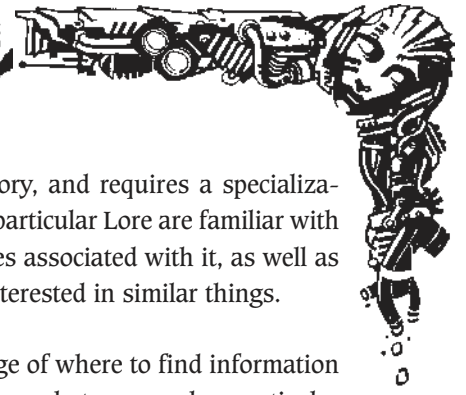 ory, and requires a specializa-
particular Lore are familiar with
es associated with it, as well as
terested in similar things.
ge of where to find information